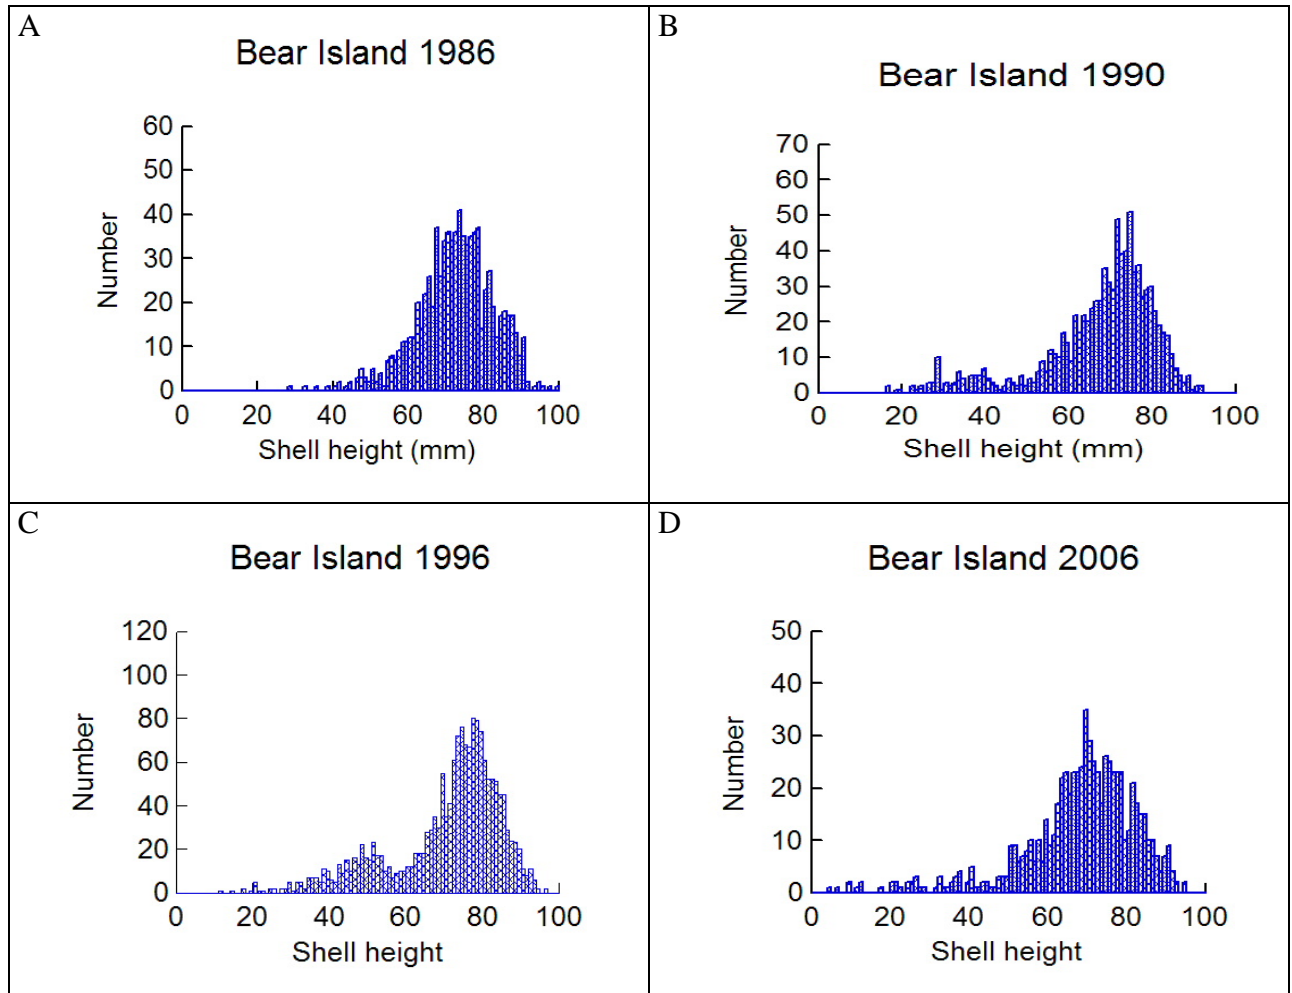 A
Bear Island 1986
60
50
40
30
20
10
0
Number
0 20 40 60 80 100
Shell height (mm)
B
Bear Island 1990
70
60
50
40
30
20
10
0
Number
0 20 40 60 80 100
Shell height (mm)
C
Bear Island 1996
120
100
80
60
40
20
0
Number
0 20 40 60 80 100
Shell height
D
Bear Island 2006
50
40
30
20
10
0
Number
0 20 40 60 80 100
Shell height